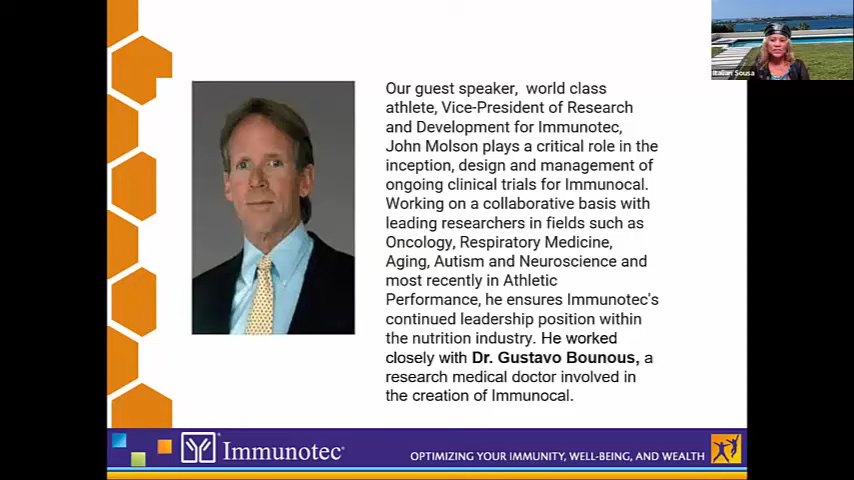 Our guest speaker, world class
athlete, Vice-President of Research
and Development for Immunotec,
John Molson plays a critical role in the
inception, design and management of
ongoing clinical trials for Immunocal.
Working on a collaborative basis with
leading researchers in fields such as
Oncology, Respiratory Medicine,
Aging, Autism and Neuroscience and
most recently in Athletic
Performance, he ensures Immunotec's
continued leadership position within
the nutrition industry. He worked
closely with Dr. Gustavo Bounous, a
research medical doctor involved in
the creation of Immunocal.
Immunotec
OPTIMIZING YOUR IMMUNITY, WELL-BEING, AND WEALTH
Sousa